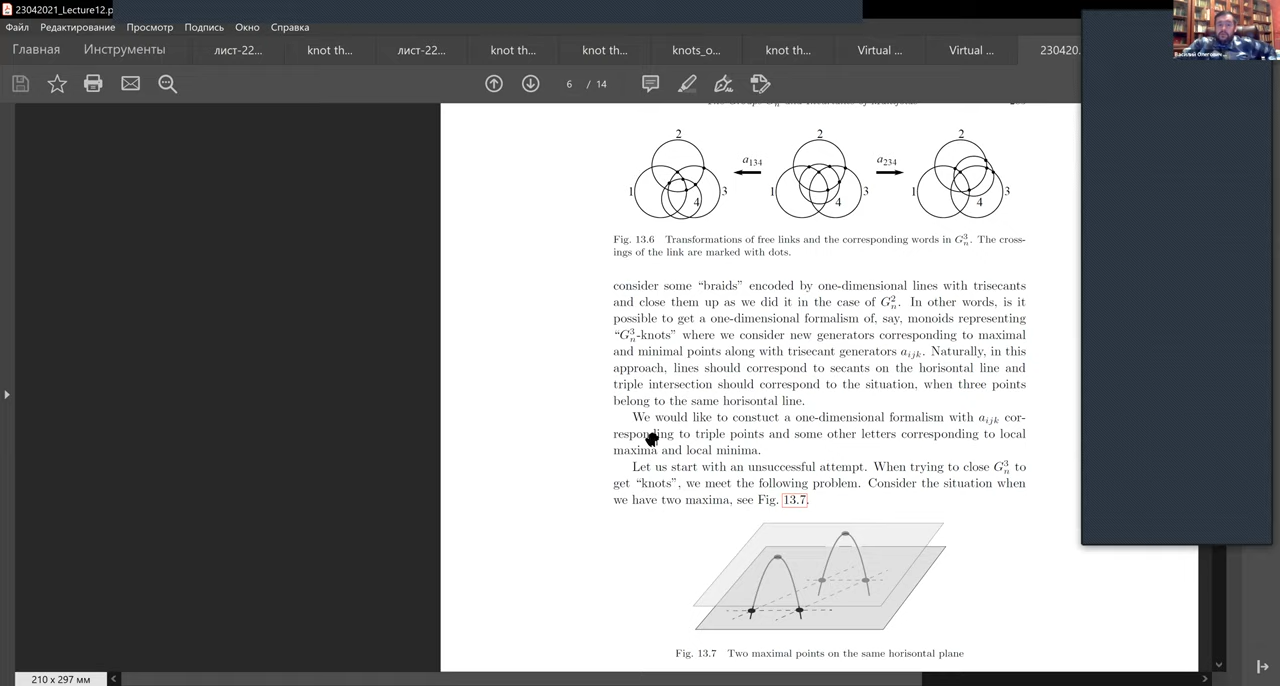 23042021_Lecture12.p
Файл Редактирование Просмотр Подпись Окно Справка
Главная Инструменты лист-22... knot th... лист-22... knot th... knot th... knots_o... knot th... Virtual ... Virtual ... 230420.
6 / 14
2 2 2
a134 a234
1 3 1 3 1 3
4 4 4
Fig. 13.6 Transformations of free links and the corresponding words in G³ₙ. The cross-
ings of the link are marked with dots.
consider some “braids” encoded by one-dimensional lines with trisecants
and close them up as we did it in the case of G²ₙ. In other words, is it
possible to get a one-dimensional formalism of, say, monoids representing
“G³ₙ-knots” where we consider new generators corresponding to maximal
and minimal points along with trisecant generators aijk. Naturally, in this
approach, lines should correspond to secants on the horisontal line and
triple intersection should correspond to the situation, when three points
belong to the same horisontal line.
We would like to constuct a one-dimensional formalism with aijk cor-
responding to triple points and some other letters corresponding to local
maxima and local minima.
Let us start with an unsuccessful attempt. When trying to close G³ₙ to
get “knots”, we meet the following problem. Consider the situation when
we have two maxima, see Fig. 13.7.
Fig. 13.7 Two maximal points on the same horisontal plane
210 x 297 мм